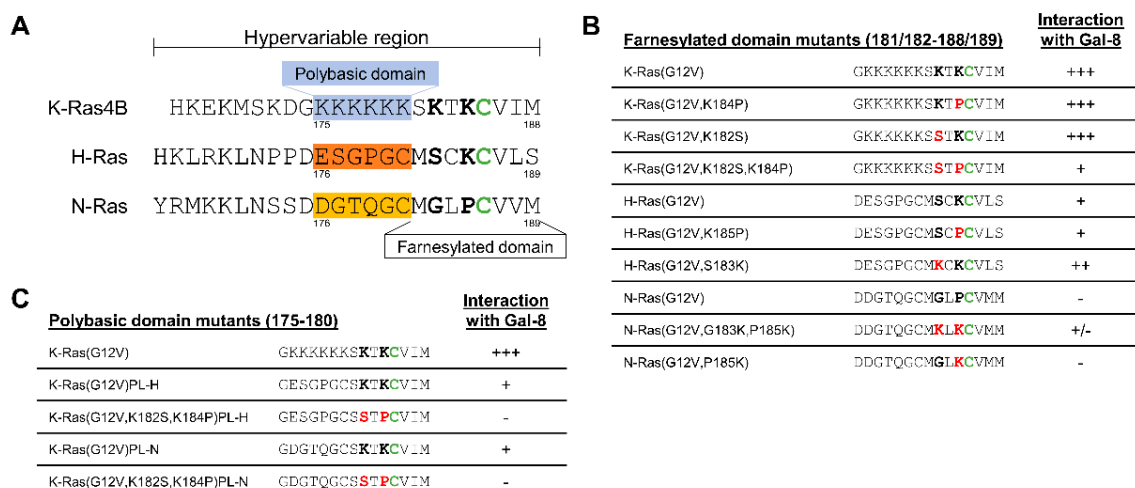 A
Hypervariable region
Polybasic domain
K-Ras4B HKEKMSKDGKKKKKKSKTKCVIM
175 188
H-Ras HKLRKLNPPDESGPGCMSCKCVLS
176 189
N-Ras YRMKKLNSSDDGTQGCMGLPCVVM
176 189
Farnesylated domain
B
Farnesylated domain mutants (181/182-188/189) Interaction with Gal-8
K-Ras(G12V) GKKKKKKSKTKCVIM +++
K-Ras(G12V,K184P) GKKKKKKSKTPCVIM +++
K-Ras(G12V,K182S) GKKKKKKSSTKCVIM +++
K-Ras(G12V,K182S,K184P) GKKKKKKSSTPCVIM +
H-Ras(G12V) DESGPGCMSCKCVLS +
H-Ras(G12V,K185P) DESGPGCMSCPCVLS +
H-Ras(G12V,S183K) DESGPGCMKCKCVLS ++
N-Ras(G12V) DDGTQGCMGLPCVMM -
N-Ras(G12V,G183K,P185K) DDGTQGCMKLKCVMM +/-
N-Ras(G12V,P185K) DDGTQGCMGLKCVMM -
C
Polybasic domain mutants (175-180) Interaction with Gal-8
K-Ras(G12V) GKKKKKKSKTKCVIM +++
K-Ras(G12V)PL-H GESGPGCSKTKCVIM +
K-Ras(G12V,K182S,K184P)PL-H GESGPGCSSTPCVIM -
K-Ras(G12V)PL-N GDGTQGCSKTKCVIM +
K-Ras(G12V,K182S,K184P)PL-N GDGTQGCSSTPCVIM -